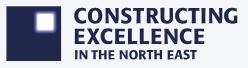 CONSTRUCTING
EXCELLENCE
IN THE NORTH EAST